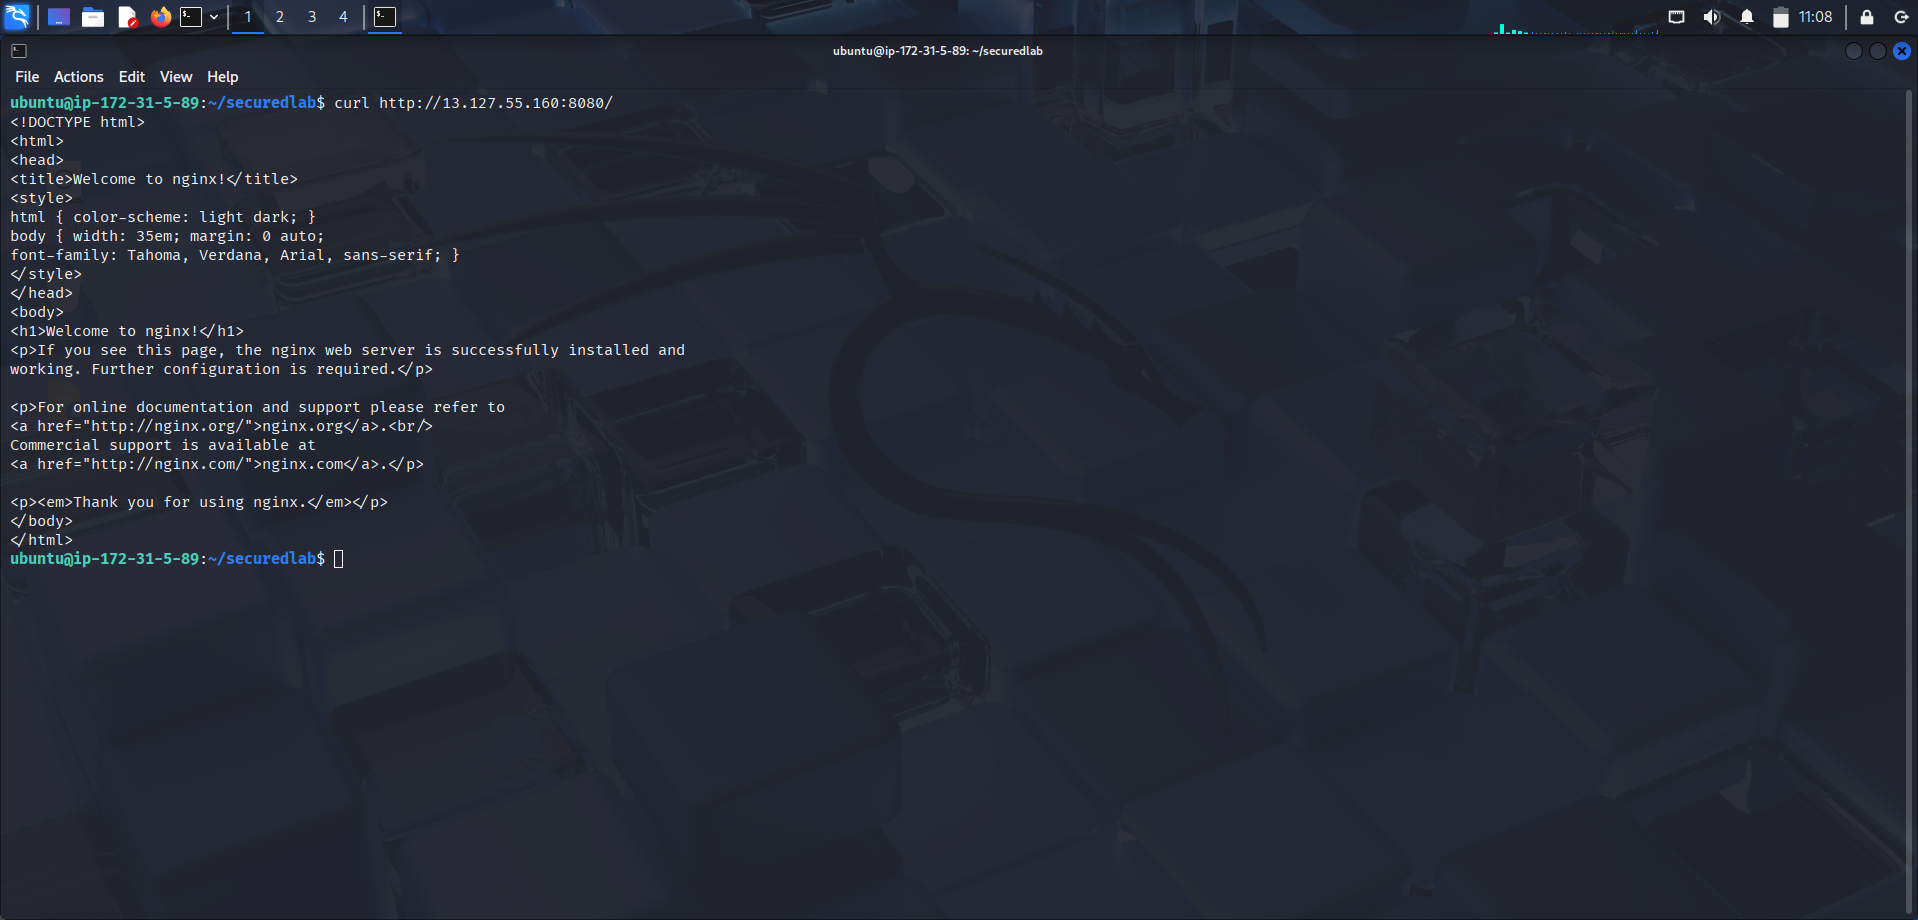 1 2 3 4
11:08
ubuntu@ip-172-31-5-89: ~/securedlab
File Actions Edit View Help
ubuntu@ip-172-31-5-89:~/securedlab$ curl http://13.127.55.160:8080/
<!DOCTYPE html>
<html>
<head>
<title>Welcome to nginx!</title>
<style>
html { color-scheme: light dark; }
body { width: 35em; margin: 0 auto;
font-family: Tahoma, Verdana, Arial, sans-serif; }
</style>
</head>
<body>
<h1>Welcome to nginx!</h1>
<p>If you see this page, the nginx web server is successfully installed and
working. Further configuration is required.</p>

<p>For online documentation and support please refer to
<a href="http://nginx.org/">nginx.org</a>.<br/>
Commercial support is available at
<a href="http://nginx.com/">nginx.com</a>.</p>

<p><em>Thank you for using nginx.</em></p>
</body>
</html>
ubuntu@ip-172-31-5-89:~/securedlab$